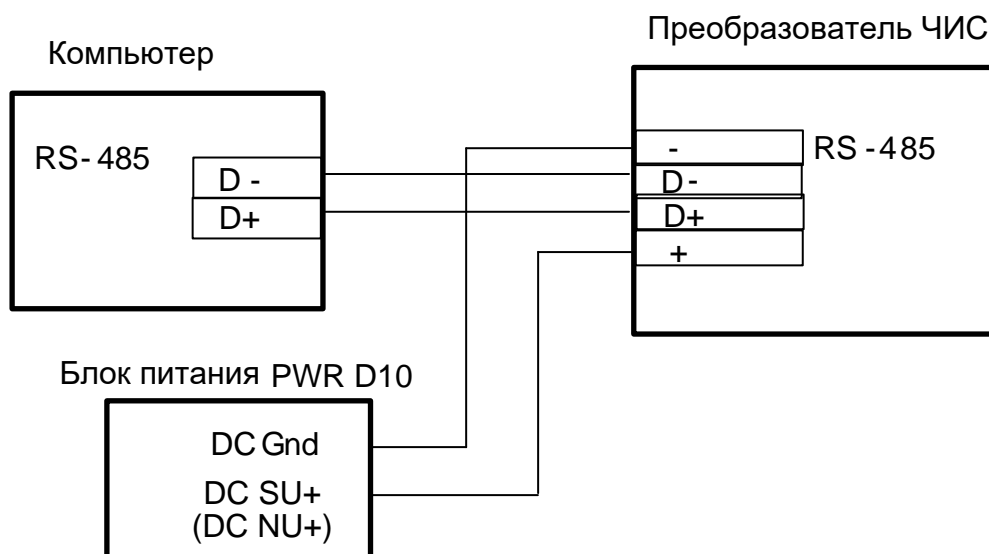 Компьютер
Преобразователь ЧИС
RS-485
D -
D+
-
D-
D+
+
RS -485
Блок питания PWR D10
DC Gnd
DC SU+
(DC NU+)